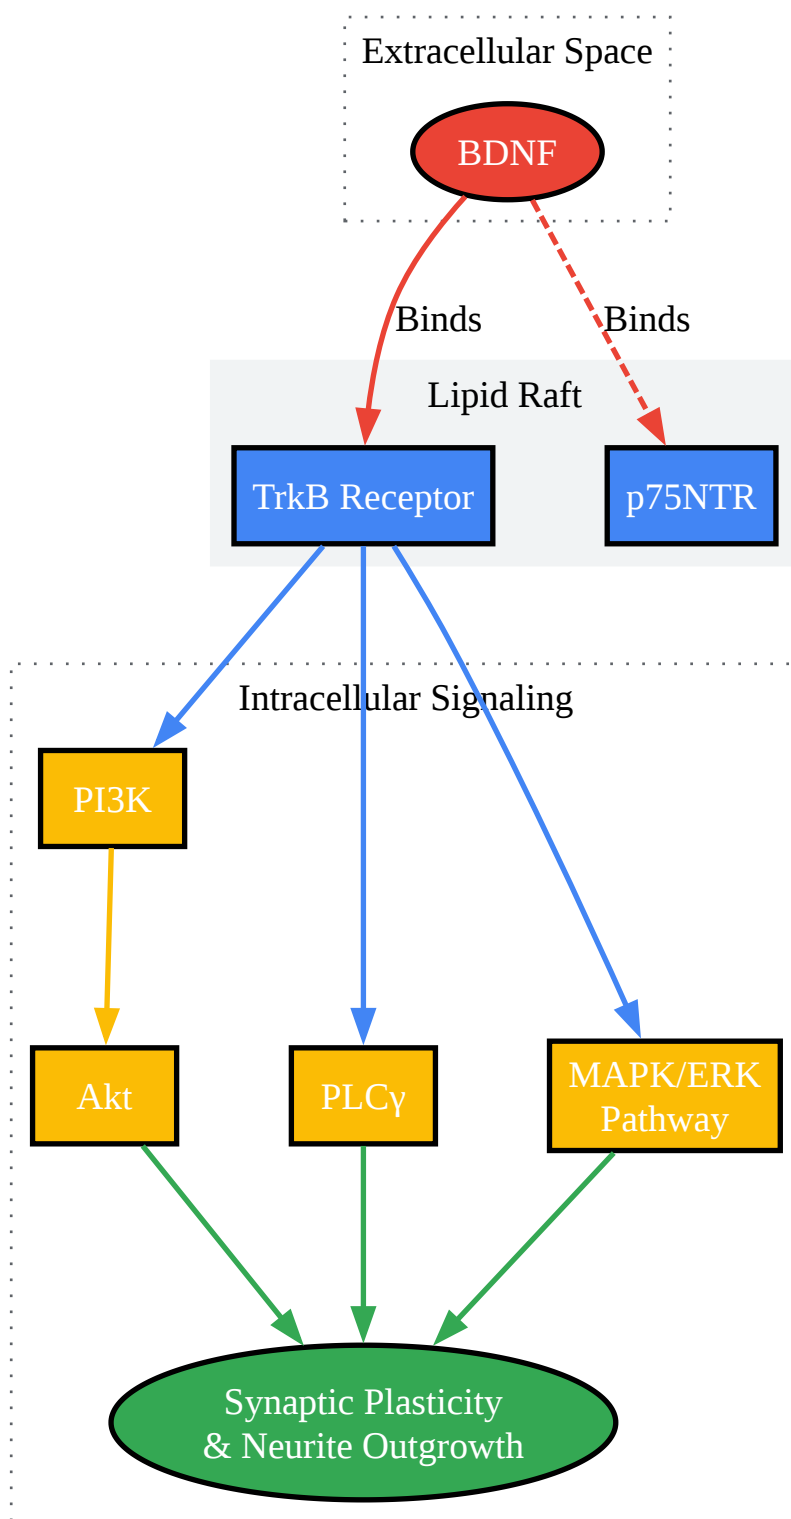 Extracellular Space
BDNF
Binds
Binds
Lipid Raft
TrkB Receptor
p75NTR
Intracellular Signaling
PI3K
Akt
PLCγ
MAPK/ERK
Pathway
Synaptic Plasticity
& Neurite Outgrowth